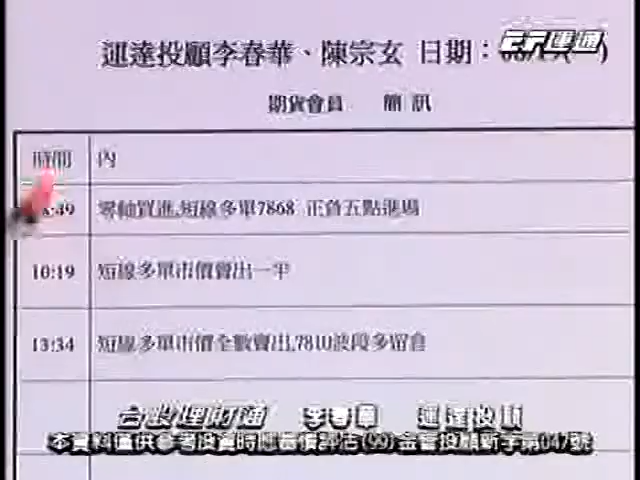 運通
運達投顧李春華、陳宗玄 日期:
期貨會員 簡訊
時間 內
:49 零軸買進,短線多單7868 正負五點進場
10:19 短線多單市價賣出一半
13:34 短線多單市價全數賣出,7810波段多留倉
台股理財通 李春華 運達投顧
本資料僅供參考投資時應審慎評估(99)金管投顧新字第047號